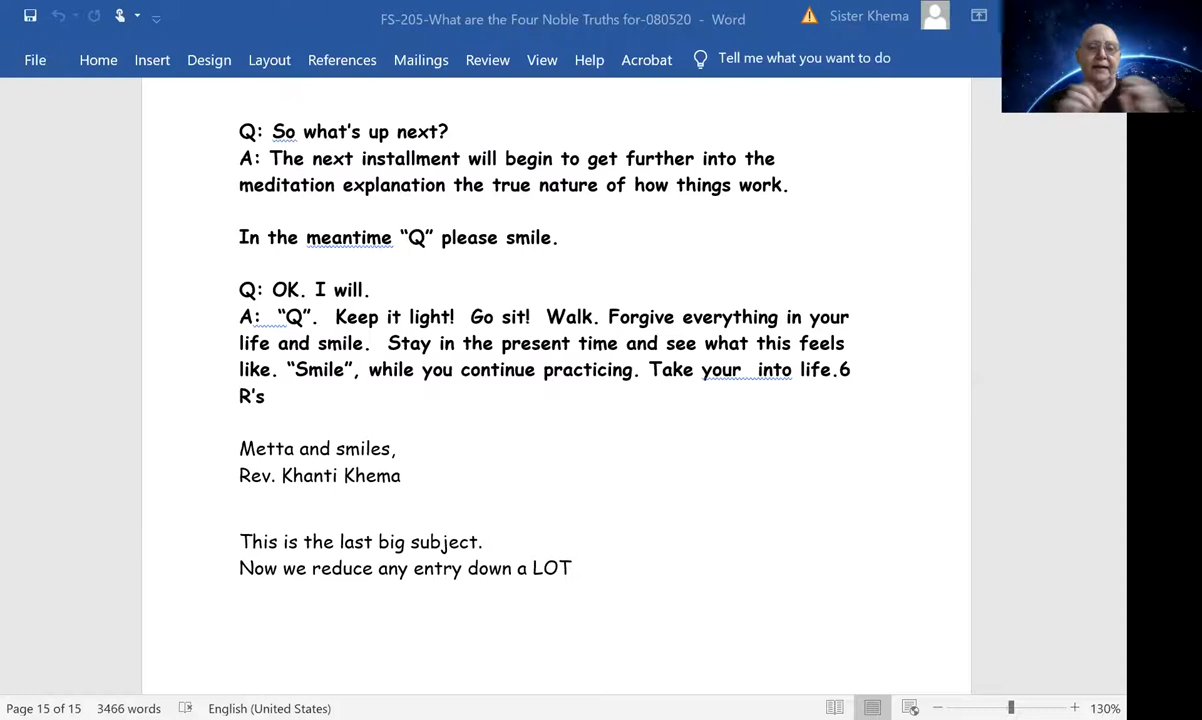 FS-205-What are the Four Noble Truths for-080520 - Word
Sister Khema
File Home Insert Design Layout References Mailings Review View Help Acrobat Tell me what you want to do
Q: So what's up next?
A: The next installment will begin to get further into the
meditation explanation the true nature of how things work.
In the meantime “Q” please smile.
Q: OK. I will.
A: “Q”. Keep it light! Go sit! Walk. Forgive everything in your
life and smile. Stay in the present time and see what this feels
like. “Smile”, while you continue practicing. Take your into life.6
R's
Metta and smiles,
Rev. Khanti Khema
This is the last big subject.
Now we reduce any entry down a LOT
Page 15 of 15 3466 words English (United States) 130%